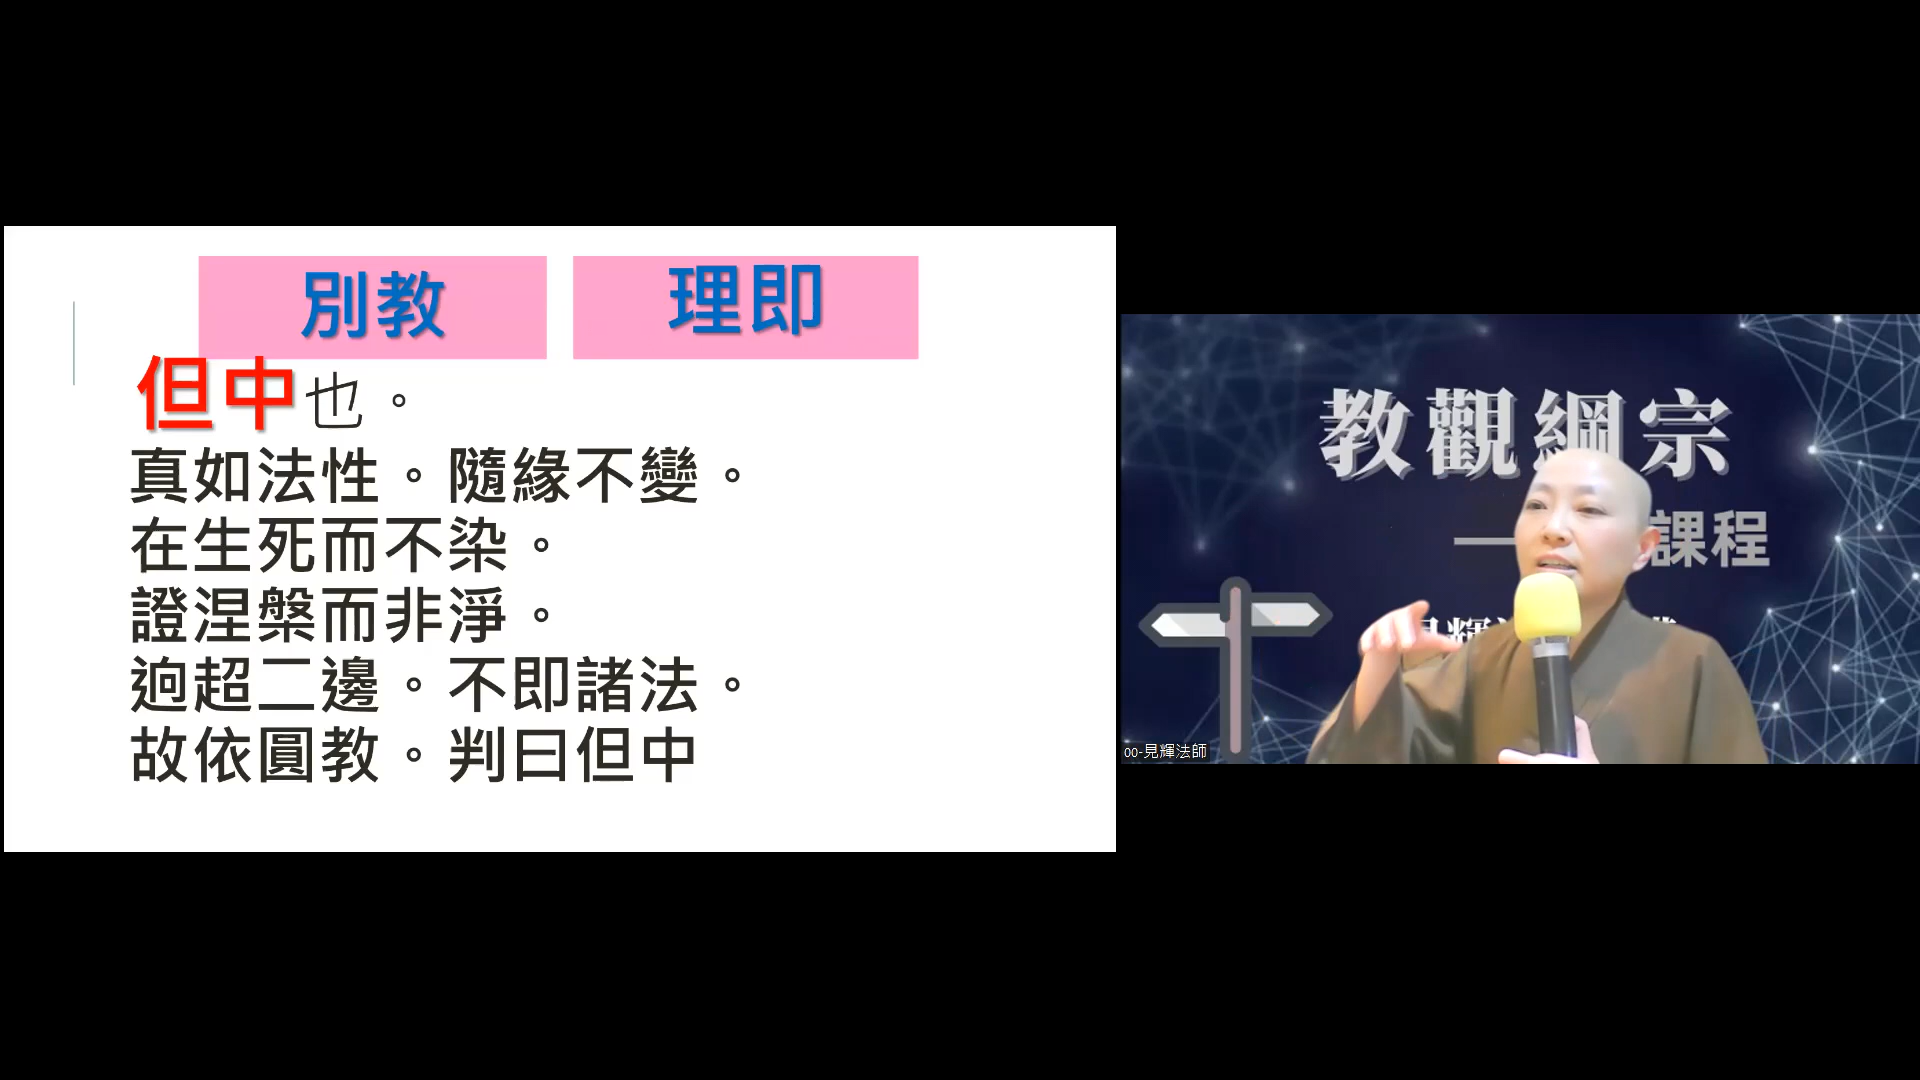 別教 理即
但中也。
真如法性。隨緣不變。
在生死而不染。
證涅槃而非淨。
逈超二邊。不即諸法。
故依圓教。判曰但中
教觀綱宗
課程
oo-見輝法師